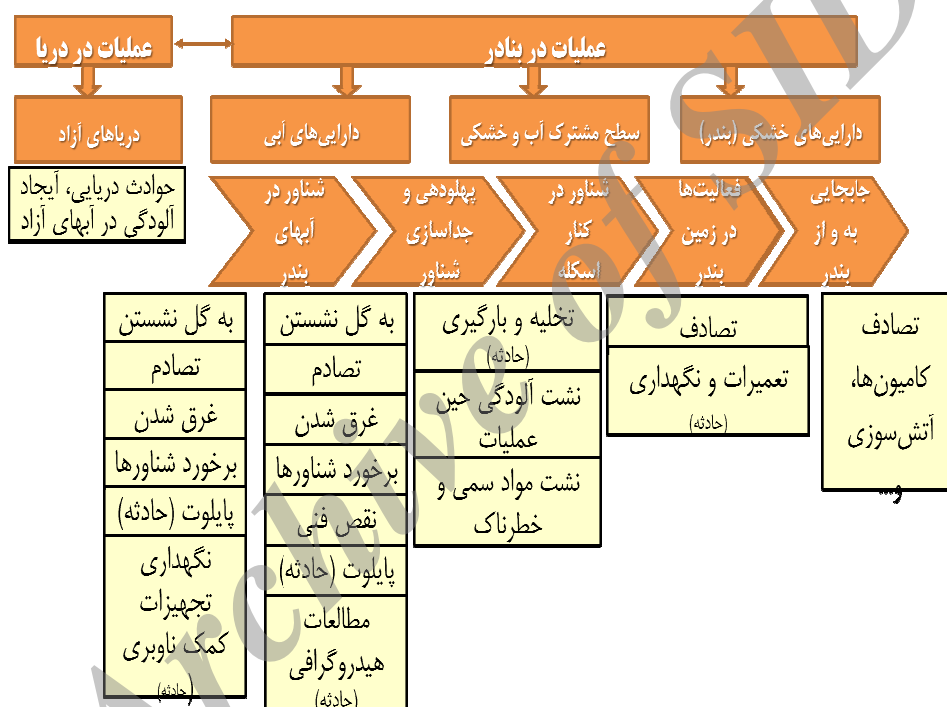 عملیات در بنادر
عملیات در دریا
دارایی‌های خشکی (بندر)
سطح مشترک آب و خشکی
دارایی‌های آبی
دریاهای آزاد
حوادث دریایی، آیجاد
آلودگی در آبهای آزاد
جابجایی
به و از
بندر
فعالیت‌ها
در زمین
بندر
شناور در
کنار
اسکله
پهلودهی و
جداسازی
شناور
شناور در
آبهای
بندر
تصادف
کامیون‌ها،
آتش‌سوزی
و...
تصادف
تعمیرات و نگهداری
(حادثه)
تخلیه و بارگیری
(حادثه)
نشت آلودگی حین
عملیات
نشت مواد سمی و
خطرناک
به گل نشستن
تصادم
غرق شدن
برخورد شناورها
نقص فنی
پایلوت (حادثه)
مطالعات
هیدروگرافی
(حادثه)
به گل نشستن
تصادم
غرق شدن
برخورد شناورها
پایلوت (حادثه)
نگهداری
تجهیزات
کمک ناوبری
(حادثه)
Archive of SID